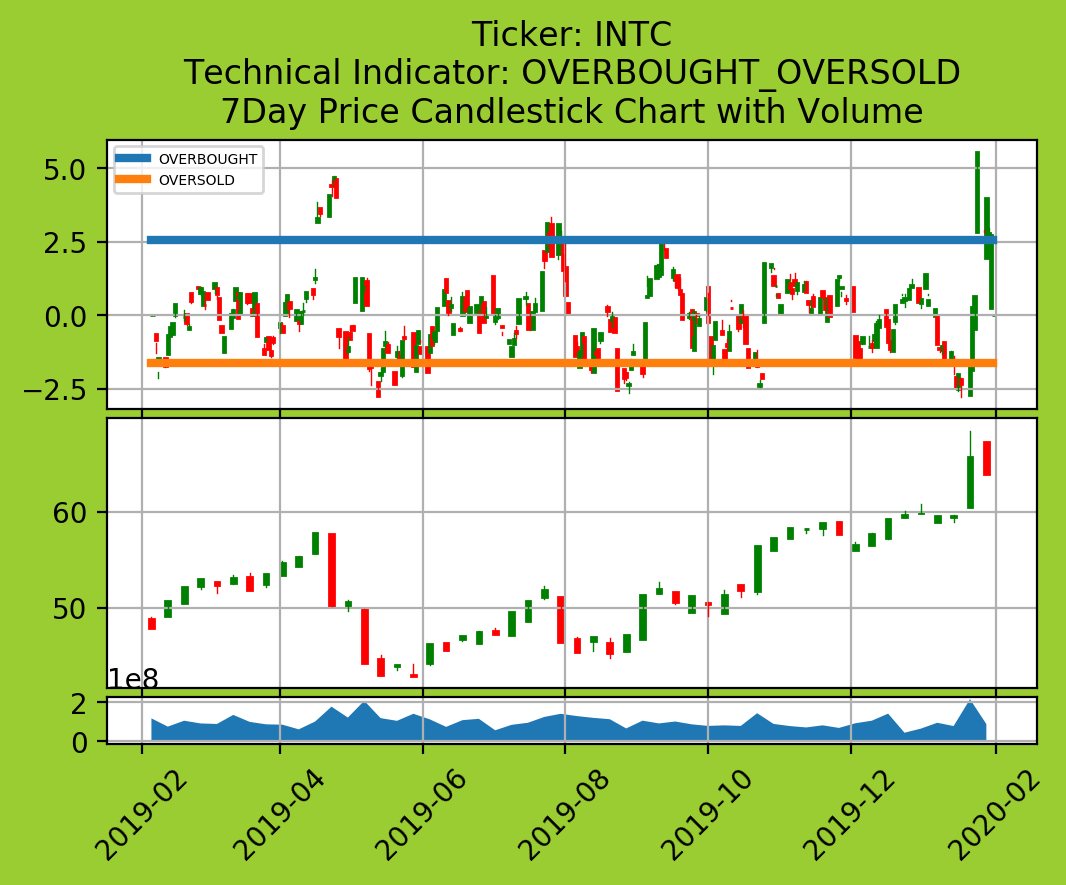 Ticker: INTC
Technical Indicator: OVERBOUGHT_OVERSOLD
7Day Price Candlestick Chart with Volume
OVERBOUGHT
OVERSOLD
5.0
2.5
0.0
−2.5
60
50
1e8
2
0
2019-02
2019-04
2019-06
2019-08
2019-10
2019-12
2020-02